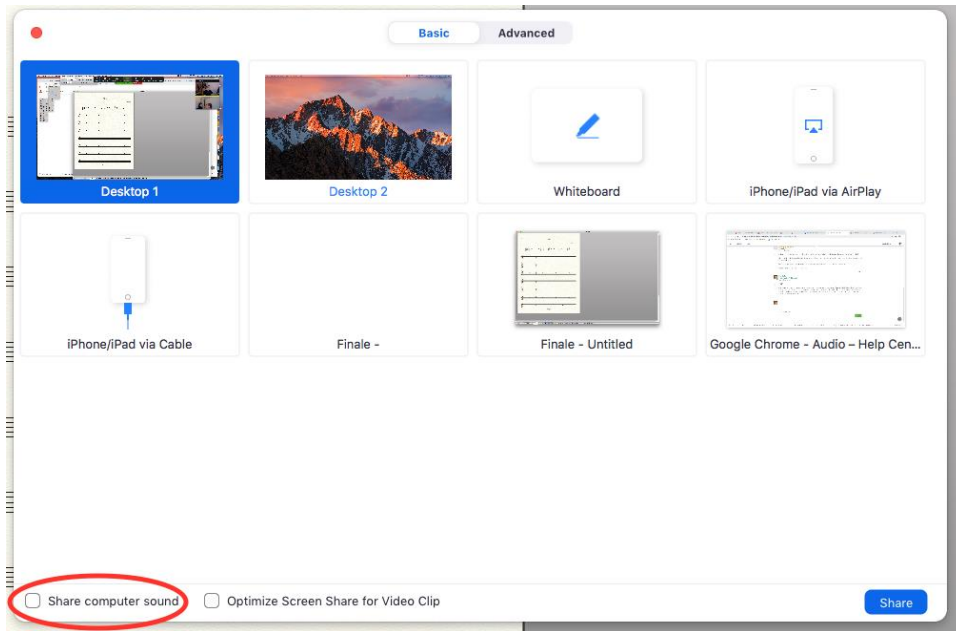 Basic Advanced
Desktop 1 Desktop 2 Whiteboard iPhone/iPad via AirPlay
iPhone/iPad via Cable Finale - Finale - Untitled Google Chrome - Audio – Help Cen...
Share computer sound Optimize Screen Share for Video Clip Share